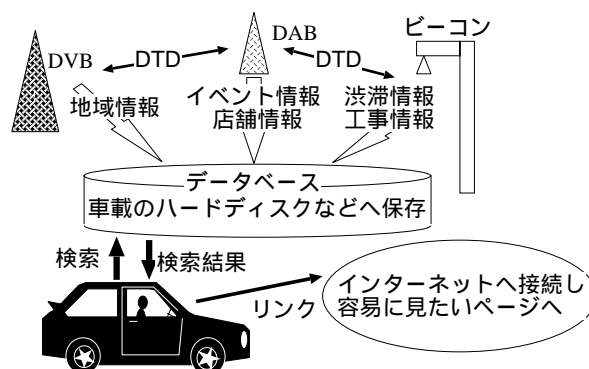 ビーコン
DVB
DTD
DAB
DTD
地域情報
イベント情報
店舗情報
渋滞情報
工事情報
データベース
車載のハードディスクなどへ保存
検索
検索結果
リンク
インターネットへ接続し
容易に見たいページへ